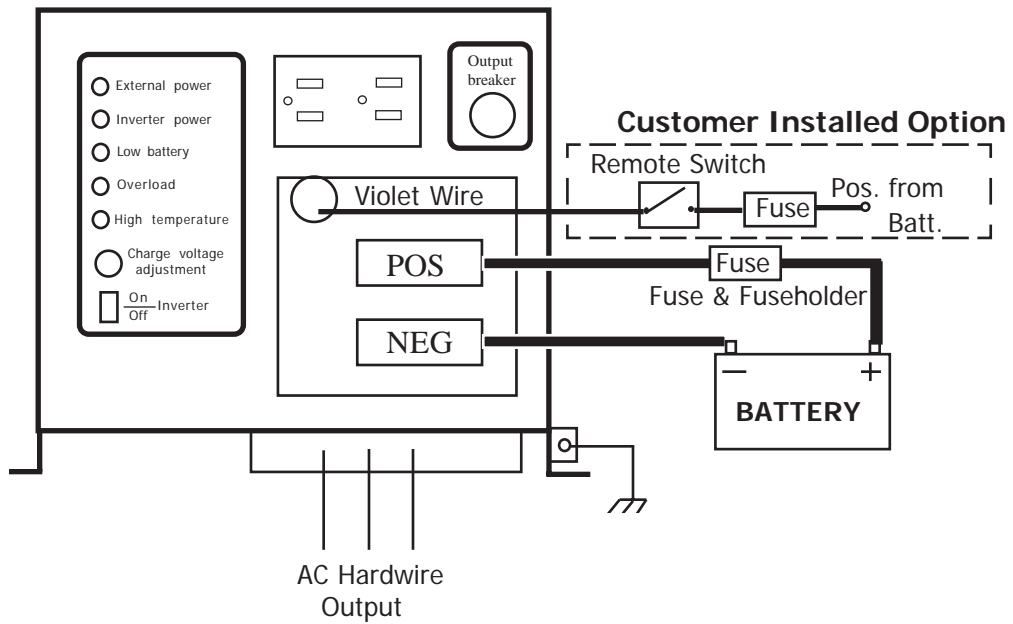 Output
breaker
External power
Inverter power
Low battery
Overload
High temperature
Charge voltage
adjustment
On
Off
Inverter
Customer Installed Option
Remote Switch
Violet Wire
Fuse
Pos. from
Batt.
POS
Fuse
Fuse & Fuseholder
NEG
— +
BATTERY
AC Hardwire
Output